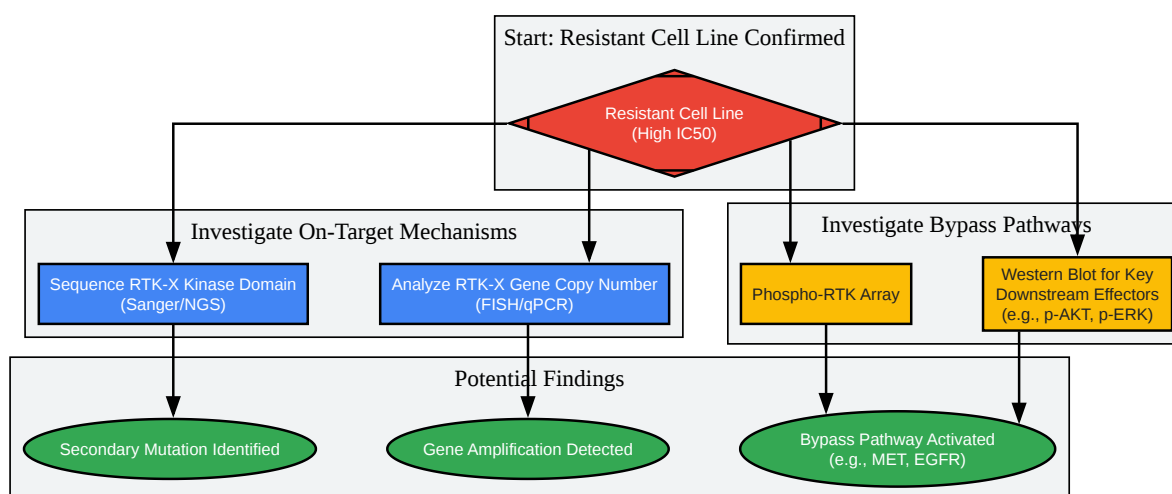 Start: Resistant Cell Line Confirmed
Resistant Cell Line
(High IC50)
Investigate On-Target Mechanisms
Investigate Bypass Pathways
Sequence RTK-X Kinase Domain
(Sanger/NGS)
Analyze RTK-X Gene Copy Number
(FISH/qPCR)
Phospho-RTK Array
Western Blot for Key
Downstream Effectors
(e.g., p-AKT, p-ERK)
Potential Findings
Secondary Mutation Identified
Gene Amplification Detected
Bypass Pathway Activated
(e.g., MET, EGFR)